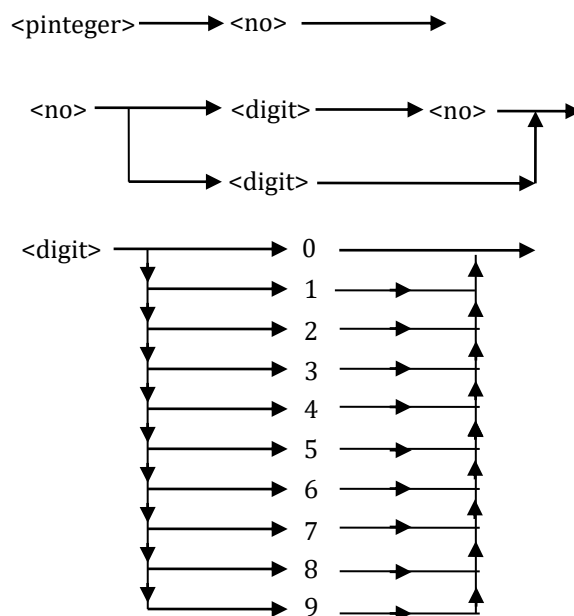 <pinteger> <no>
<no> <digit> <no>
<digit>
<digit> 0
1
2
3
4
5
6
7
8
9